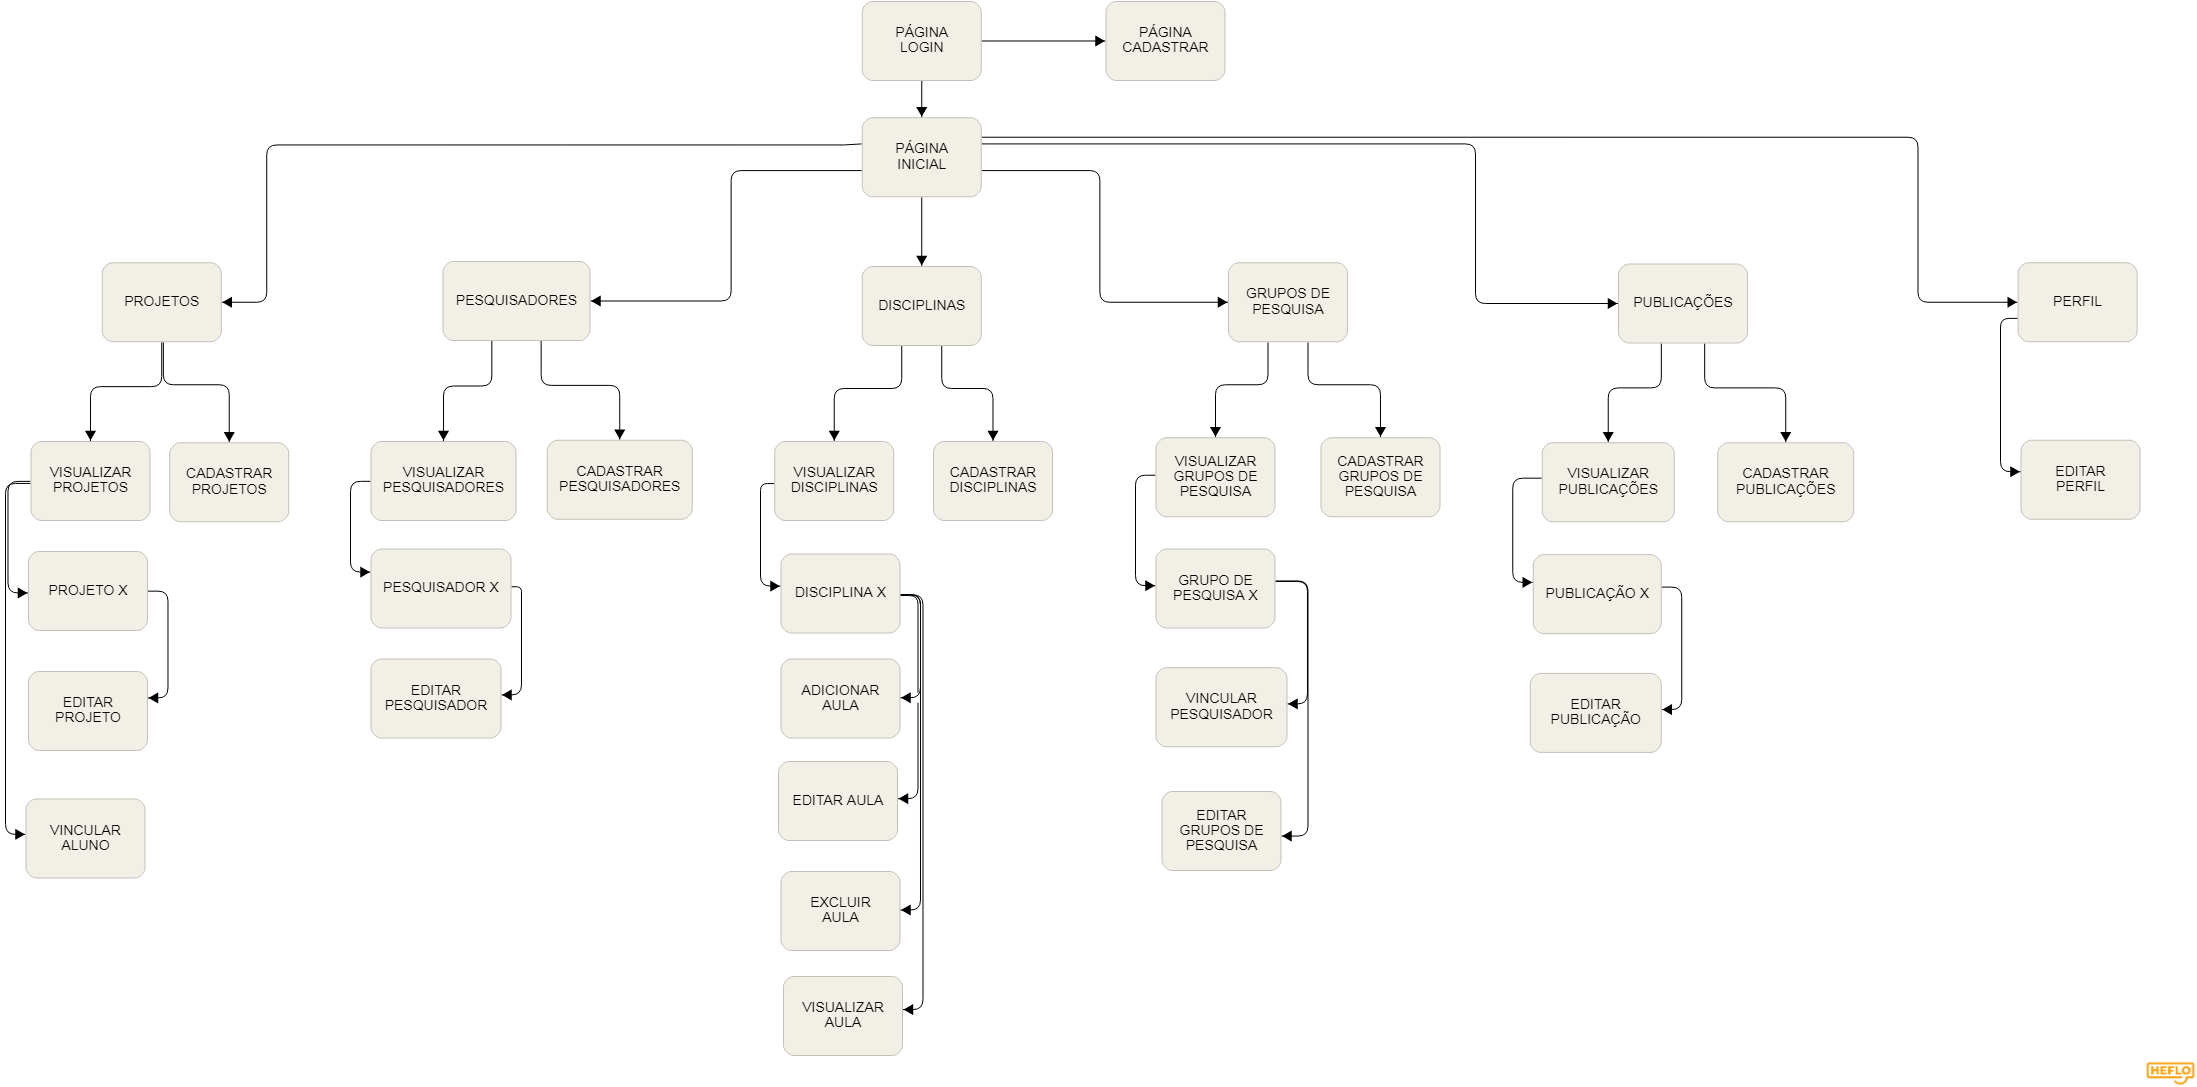 PÁGINA
LOGIN
PÁGINA
CADASTRAR
PÁGINA
INICIAL
PROJETOS
PESQUISADORES
DISCIPLINAS
GRUPOS DE
PESQUISA
PUBLICAÇÕES
PERFIL
VISUALIZAR
PROJETOS
CADASTRAR
PROJETOS
VISUALIZAR
PESQUISADORES
CADASTRAR
PESQUISADORES
VISUALIZAR
DISCIPLINAS
CADASTRAR
DISCIPLINAS
VISUALIZAR
GRUPOS DE
PESQUISA
CADASTRAR
GRUPOS DE
PESQUISA
VISUALIZAR
PUBLICAÇÕES
CADASTRAR
PUBLICAÇÕES
EDITAR
PERFIL
PROJETO X
PESQUISADOR X
DISCIPLINA X
GRUPO DE
PESQUISA X
PUBLICAÇÃO X
EDITAR
PROJETO
EDITAR
PESQUISADOR
ADICIONAR
AULA
VINCULAR
PESQUISADOR
EDITAR
PUBLICAÇÃO
VINCULAR
ALUNO
EDITAR AULA
EDITAR
GRUPOS DE
PESQUISA
EXCLUIR
AULA
VISUALIZAR
AULA
HEFLO